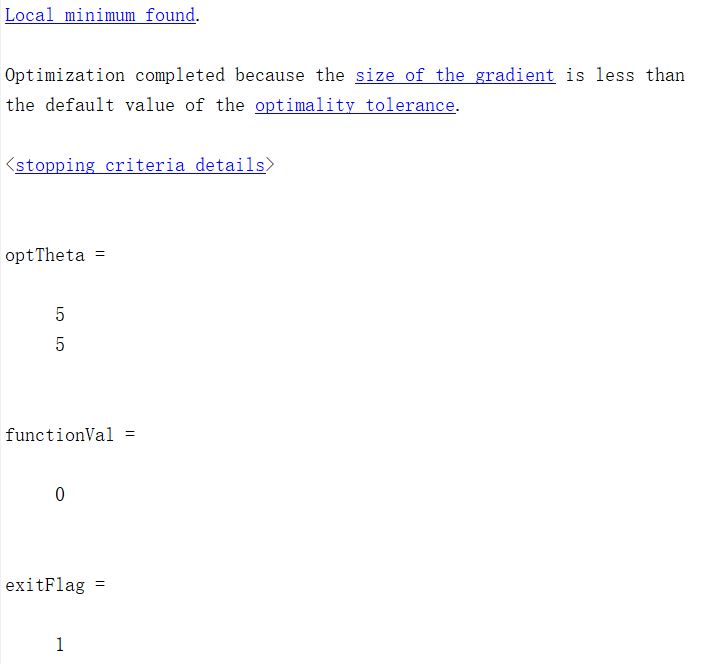 Local minimum found.
Optimization completed because the size of the gradient is less than
the default value of the optimality tolerance.
<stopping criteria details>
optTheta =
5
5
functionVal =
0
exitFlag =
1